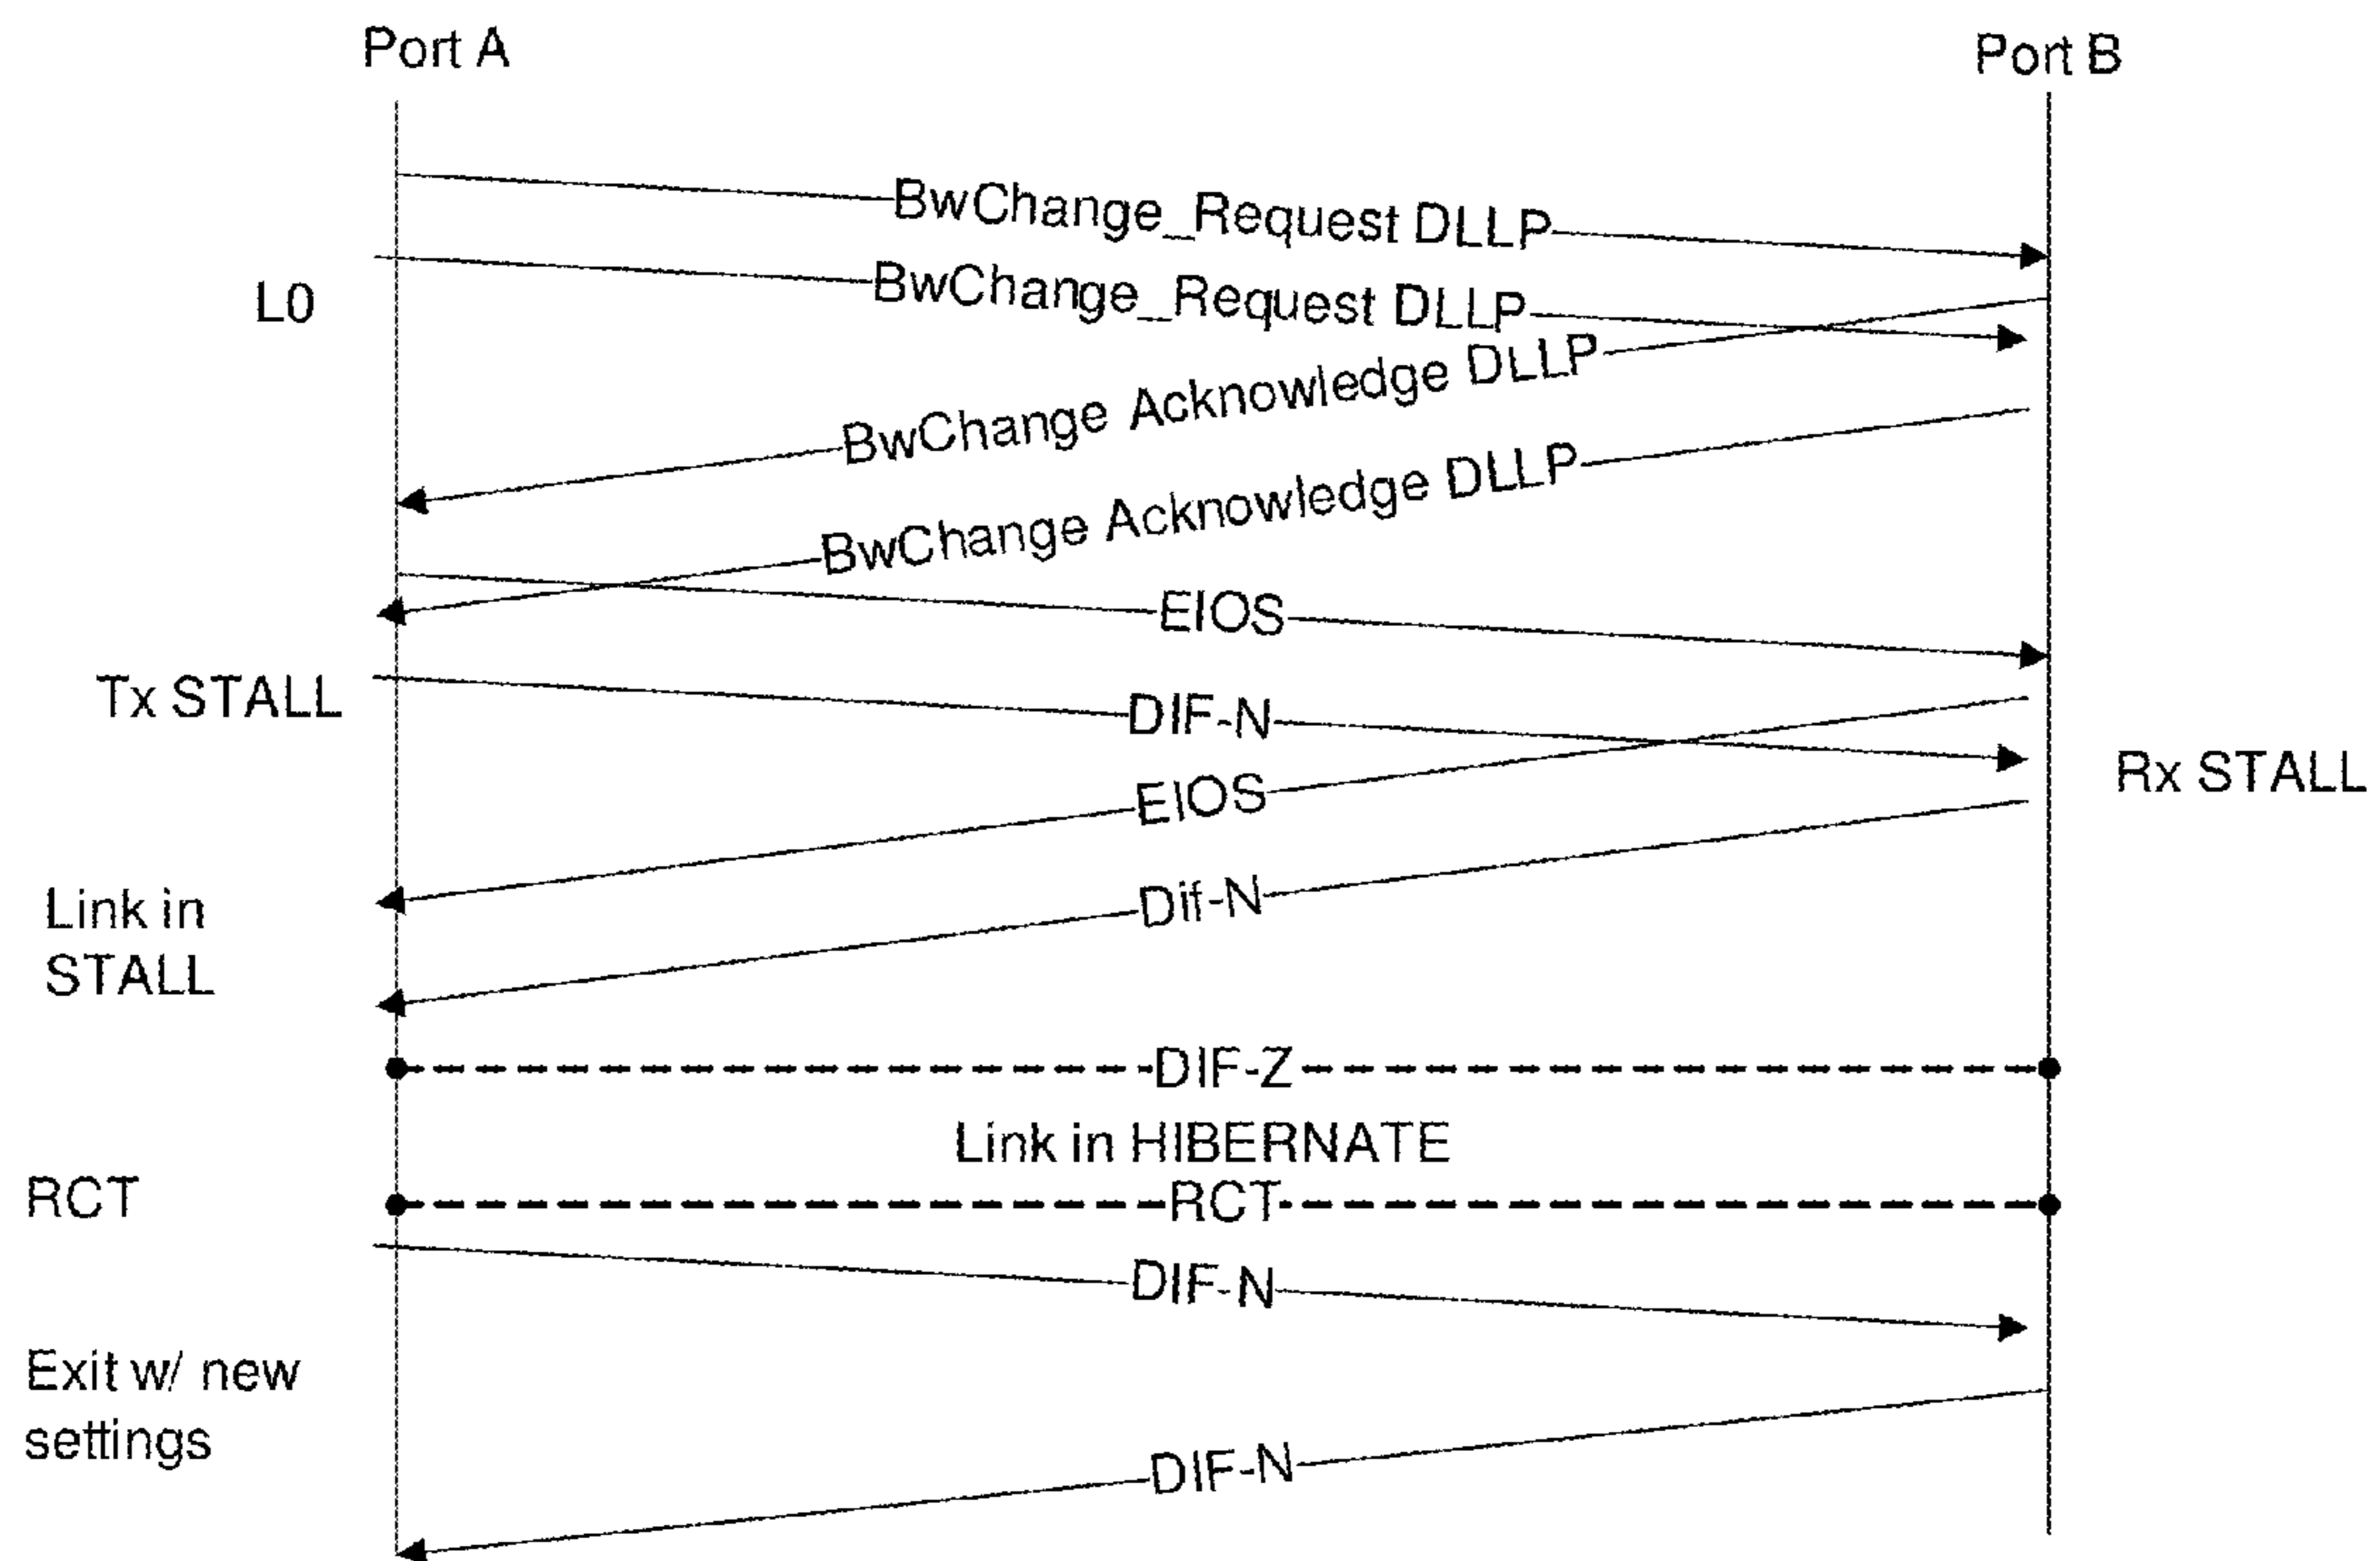 Port A
Port B
BwChange_Request DLLP
BwChange_Request DLLP
L0
BwChange Acknowledge DLLP
BwChange Acknowledge DLLP
EIOS
Tx STALL
DIF-N
Rx STALL
EIOS
Link in
STALL
Dif-N
DIF-Z
Link in HIBERNATE
RCT
RCT
DIF-N
Exit w/ new
settings
DIF-N